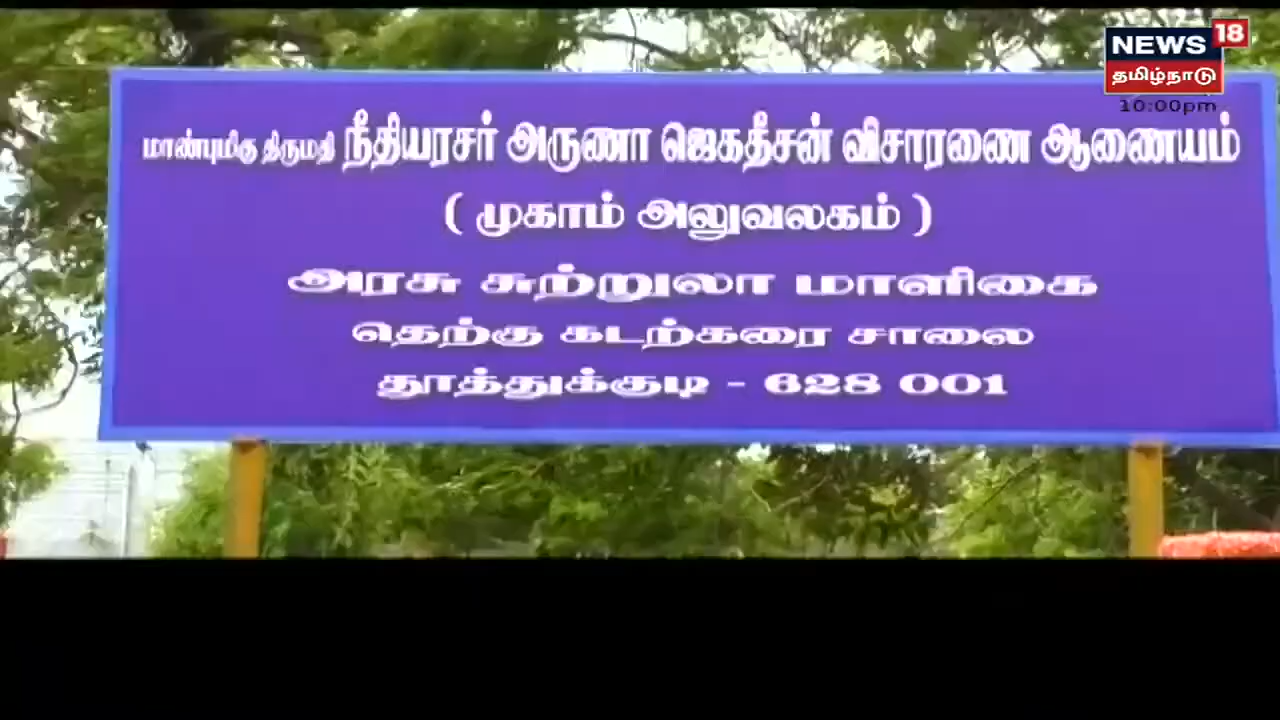 NEWS 18
தமிழ்நாடு
10:00pm
மாண்புமிகு திருமதி நீதியரசர் அருணா ஜெகதீசன் விசாரணை ஆணையம்
( முகாம் அலுவலகம் )
அரசு சுற்றுலா மாளிகை
தெற்கு கடற்கரை சாலை
தூத்துக்குடி - 628 001